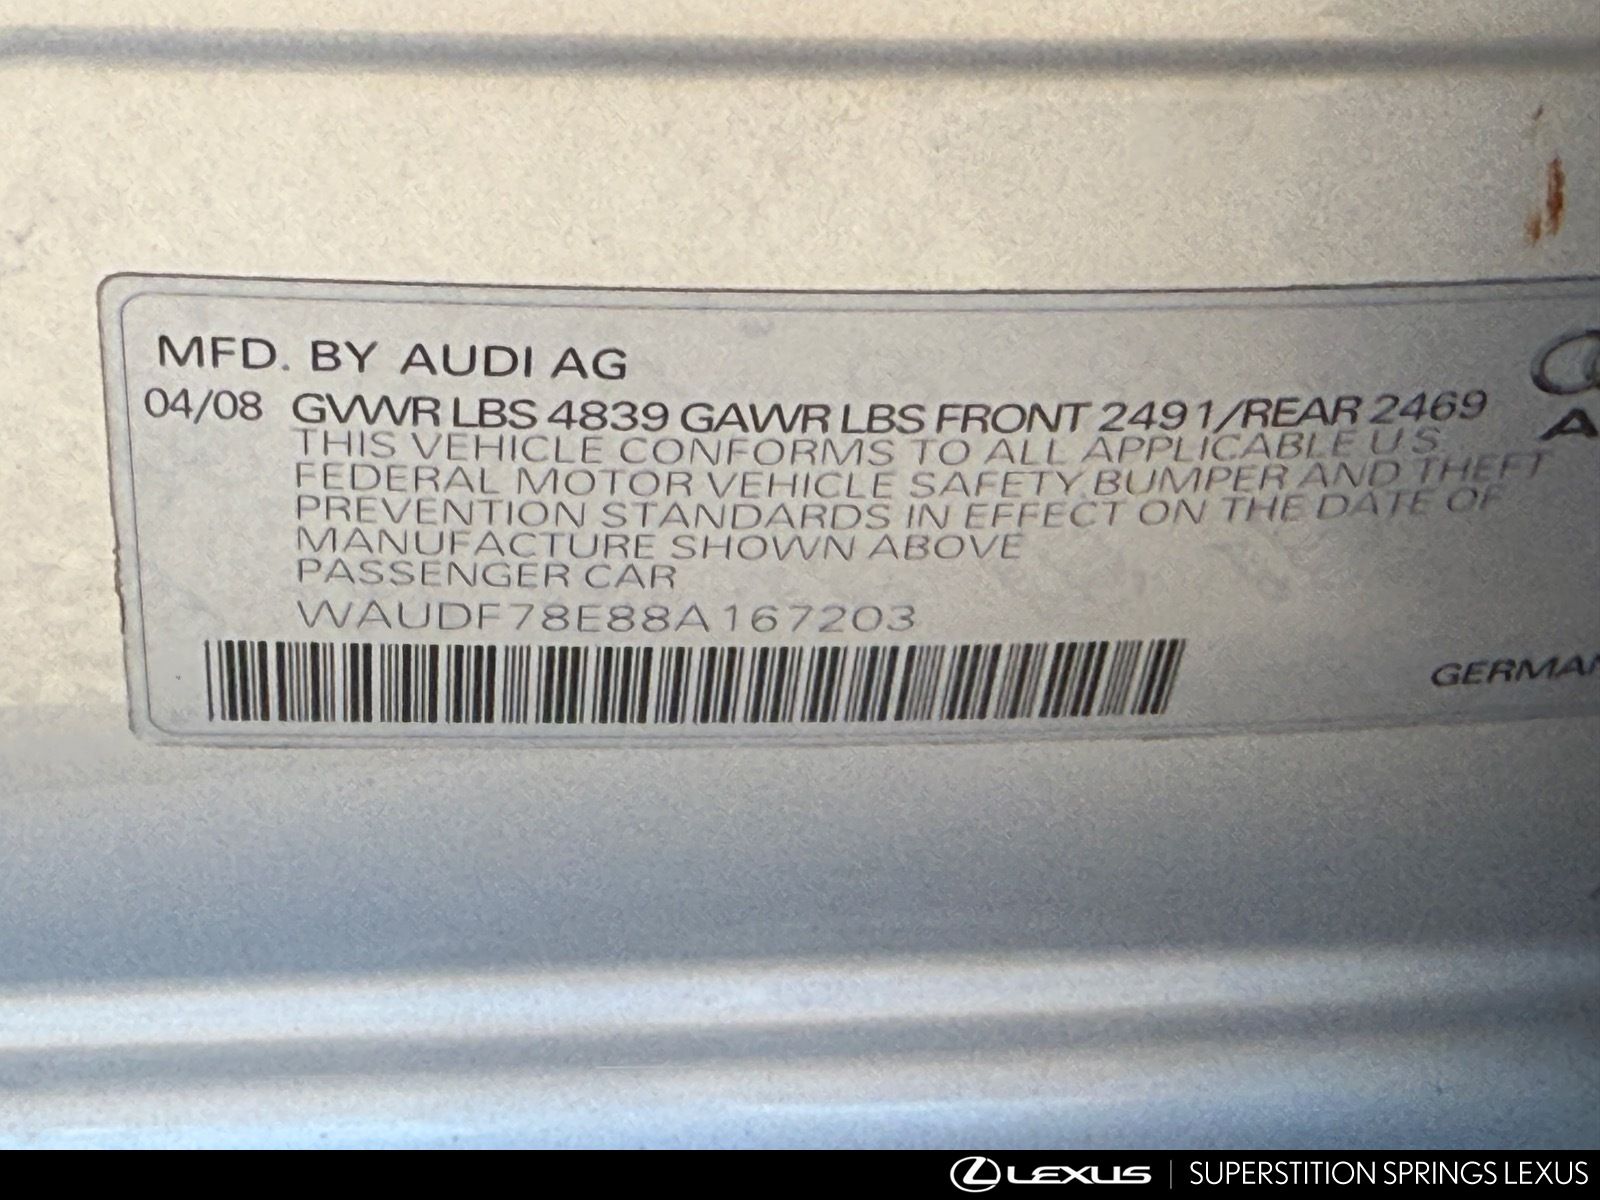 MFD. BY AUDI AG
04/08 GVWR LBS 4839 GAWR LBS FRONT 2491/REAR 2469
THIS VEHICLE CONFORMS TO ALL APPLICABLE U.S.
FEDERAL MOTOR VEHICLE SAFETY, BUMPER AND THEFT
PREVENTION STANDARDS IN EFFECT ON THE DATE OF
MANUFACTURE SHOWN ABOVE
PASSENGER CAR
WAUDF78E88A167203
GERMAN
LEXUS | SUPERSTITION SPRINGS LEXUS